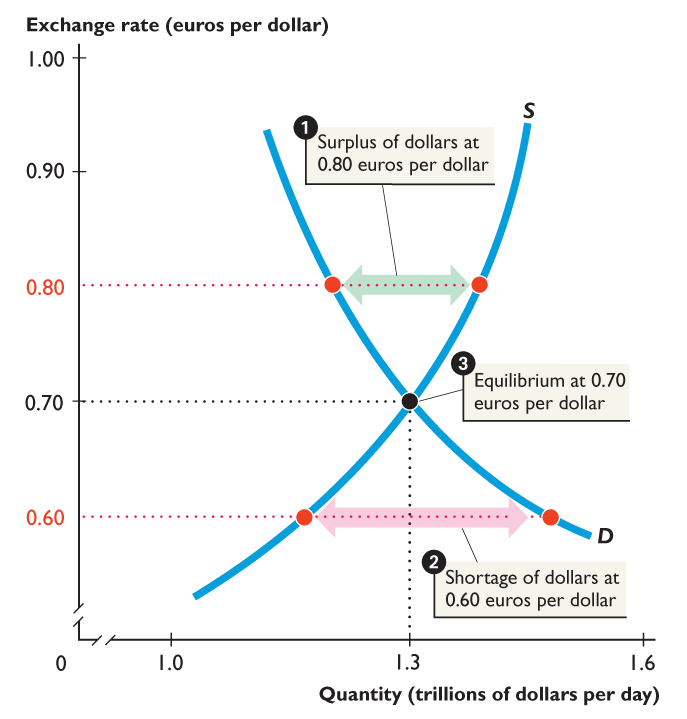 Exchange rate (euros per dollar)
1.00
S
1
Surplus of dollars at
0.80 euros per dollar
0.90
0.80
3
Equilibrium at 0.70
euros per dollar
0.70
0.60
D
2
Shortage of dollars at
0.60 euros per dollar
0
1.0
1.3
1.6
Quantity (trillions of dollars per day)